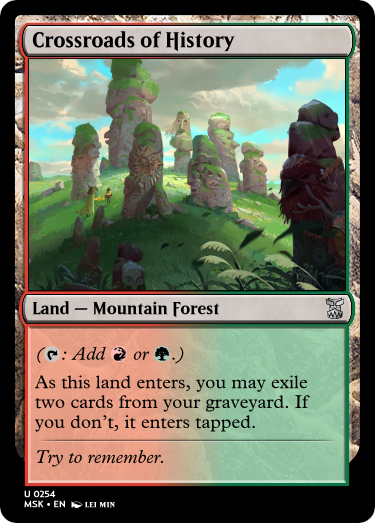 Crossroads of History
Land — Mountain Forest
(: Add or .)
As this land enters, you may exile
two cards from your graveyard. If
you don't, it enters tapped.
Try to remember.
U 0254
MSK • EN LEI MIN